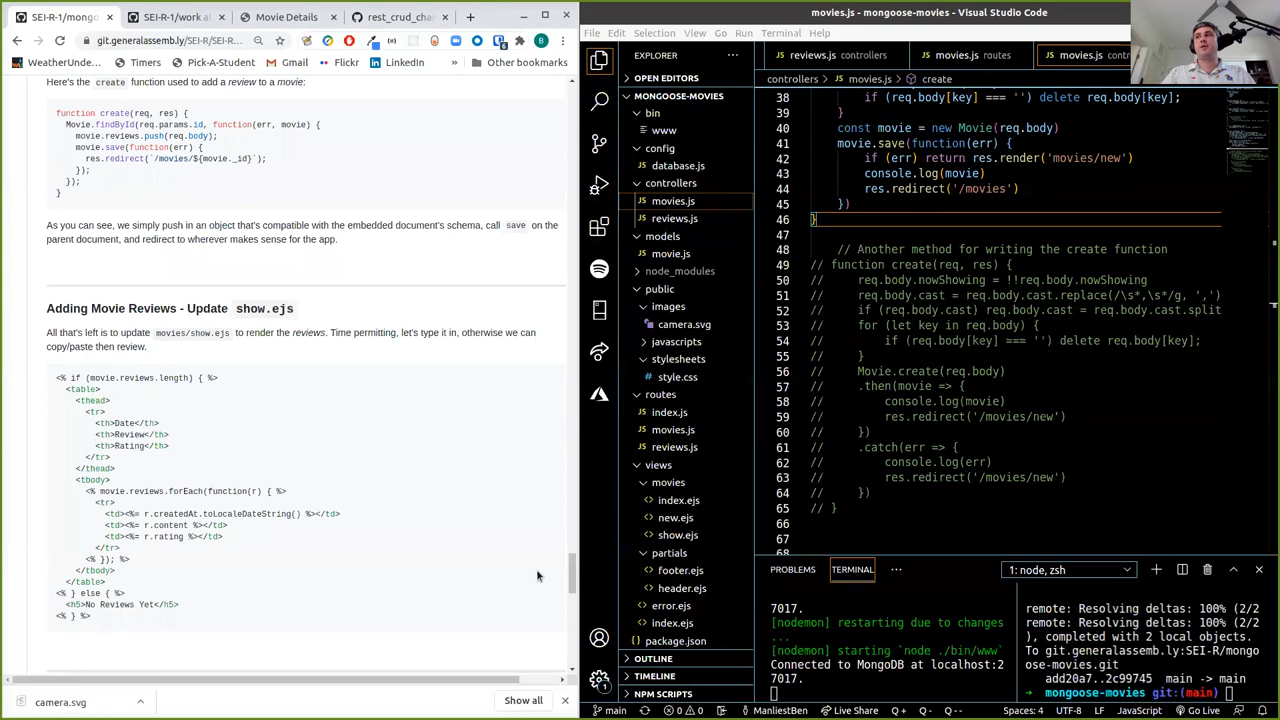 SEI-R-1/mongo
SEI-R-1/work a
Movie Details
rest_crud_cha
git.generalassemb.ly/SEI-R/SEI-R...
WeatherUnde...
Timers
Pick-A-Student
Gmail
Flickr
LinkedIn
»
Other bookmarks
Here's the create function used to add a review to a movie:
function create(req, res) {
Movie.findById(req.params.id, function(err, movie) {
movie.reviews.push(req.body);
movie.save(function(err) {
res.redirect(`/movies/${movie._id}`);
});
});
}
As you can see, we simply push in an object that's compatible with the embedded document's schema, call save on the
parent document, and redirect to wherever makes sense for the app.
Adding Movie Reviews - Update show.ejs
All that's left is to update movies/show.ejs to render the reviews. Time permitting, let's type it in, otherwise we can
copy/paste then review.
<% if (movie.reviews.length) { %>
<table>
<thead>
<tr>
<th>Date</th>
<th>Review</th>
<th>Rating</th>
</tr>
</thead>
<tbody>
<% movie.reviews.forEach(function(r) { %>
<tr>
<td><%= r.createdAt.toLocaleDateString() %></td>
<td><%= r.content %></td>
<td><%= r.rating %></td>
</tr>
<% }); %>
</tbody>
</table>
<% } else { %>
<h5>No Reviews Yet</h5>
<% } %>
camera.svg
Show all
movies.js - mongoose-movies - Visual Studio Code
File Edit Selection View Go Run Terminal Help
EXPLORER
OPEN EDITORS
MONGOOSE-MOVIES
bin
www
config
database.js
controllers
movies.js
reviews.js
models
movie.js
node_modules
public
images
camera.svg
javascripts
stylesheets
style.css
routes
index.js
movies.js
reviews.js
views
movies
index.ejs
new.ejs
show.ejs
partials
footer.ejs
header.ejs
error.ejs
index.ejs
package.json
OUTLINE
TIMELINE
NPM SCRIPTS
reviews.js controllers
movies.js routes
movies.js controllers
controllers > movies.js > create
38 if (req.body[key] === '') delete req.body[key];
39 }
40 const movie = new Movie(req.body)
41 movie.save(function(err) {
42 if (err) return res.render('movies/new')
43 console.log(movie)
44 res.redirect('/movies')
45 })
46 }
47
48 // Another method for writing the create function
49 // function create(req, res) {
50 // req.body.nowShowing = !!req.body.nowShowing
51 // req.body.cast = req.body.cast.replace(/\s*,\s*/g, ',')
52 // if (req.body.cast) req.body.cast = req.body.cast.split
53 // for (let key in req.body) {
54 // if (req.body[key] === '') delete req.body[key];
55 // }
56 // Movie.create(req.body)
57 // .then(movie => {
58 // console.log(movie)
59 // res.redirect('/movies/new')
60 // })
61 // .catch(err => {
62 // console.log(err)
63 // res.redirect('/movies/new')
64 // })
65 // }
66
67
68
PROBLEMS
TERMINAL
1: node, zsh
7017.
[nodemon] restarting due to changes
...
[nodemon] starting `node ./bin/www`
Connected to MongoDB at localhost:2
7017.
remote: Resolving deltas: 100% (2/2
remote: Resolving deltas: 100% (2/2
), completed with 2 local objects.
To git.generalassemb.ly:SEI-R/mongo
ose-movies.git
add20a7..2c99745 main -> main
→ mongoose-movies git:(main)
main
0 0
ManliestBen
Live Share
Q+
Q-
Q--
Spaces: 4
UTF-8
LF
JavaScript
Go Live